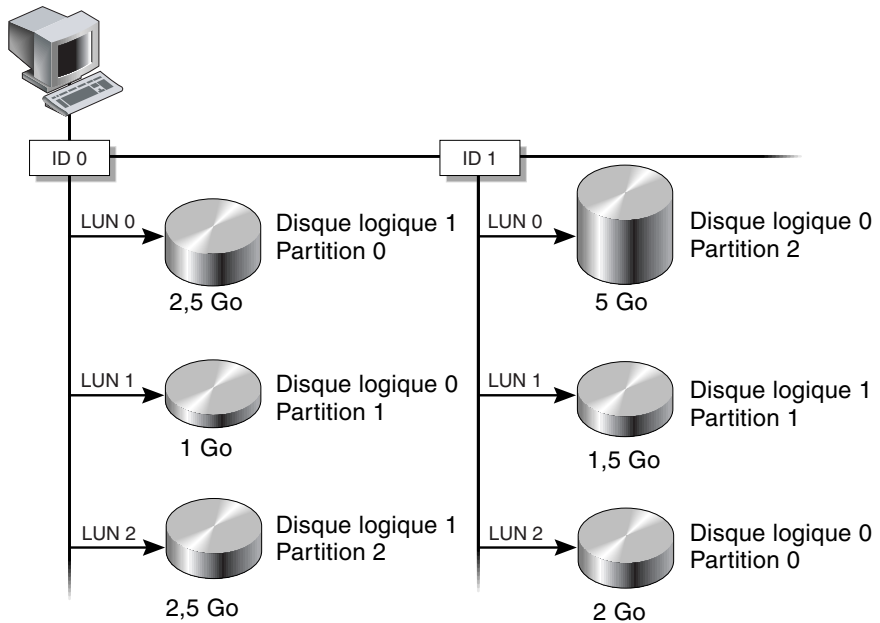 ID 0
ID 1
LUN 0
Disque logique 1
Partition 0
2,5 Go
LUN 0
Disque logique 0
Partition 2
5 Go
LUN 1
Disque logique 0
Partition 1
1 Go
LUN 1
Disque logique 1
Partition 1
1,5 Go
LUN 2
Disque logique 1
Partition 2
2,5 Go
LUN 2
Disque logique 0
Partition 0
2 Go